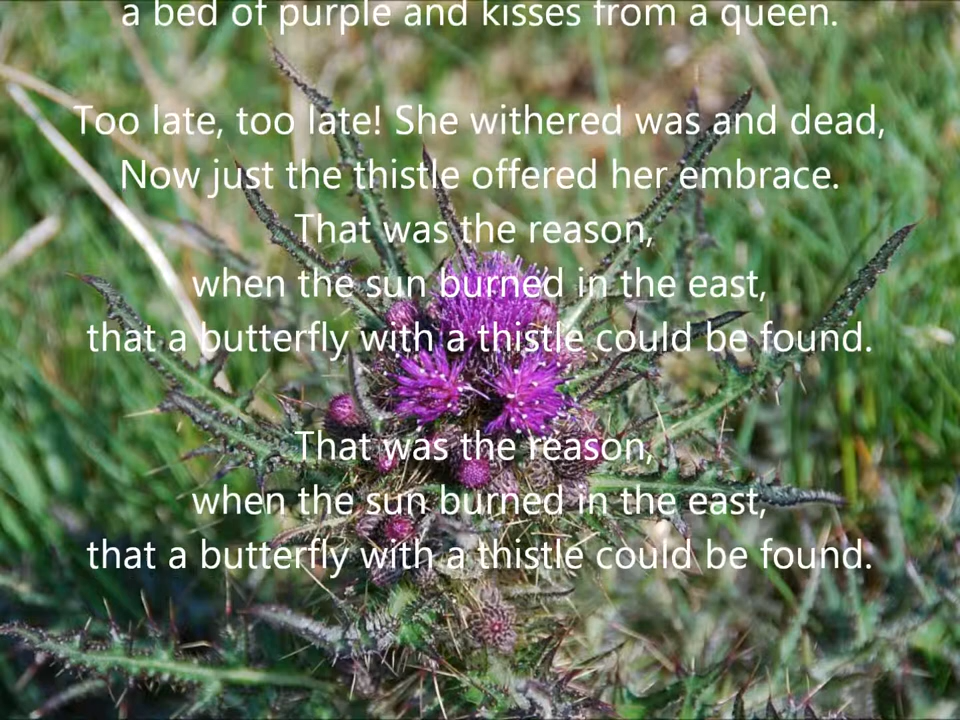 a bed of purple and kisses from a queen.
Too late, too late! She withered was and dead,
Now just the thistle offered her embrace.
That was the reason,
when the sun burned in the east,
that a butterfly with a thistle could be found.
That was the reason,
when the sun burned in the east,
that a butterfly with a thistle could be found.